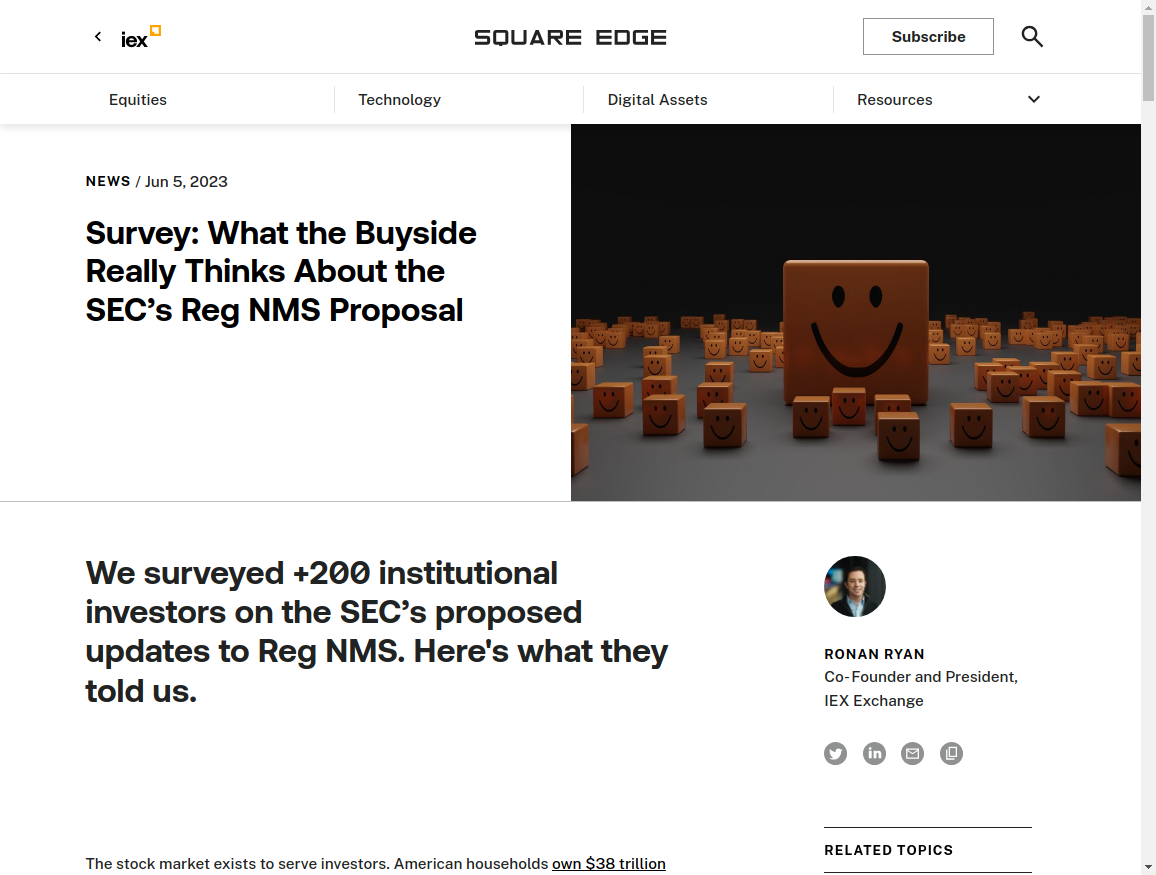 iex
SQUARE EDGE
Subscribe
Equities
Technology
Digital Assets
Resources
NEWS / Jun 5, 2023
Survey: What the Buyside
Really Thinks About the
SEC’s Reg NMS Proposal
We surveyed +200 institutional
investors on the SEC’s proposed
updates to Reg NMS. Here's what they
told us.
RONAN RYAN
Co-Founder and President,
IEX Exchange
in
RELATED TOPICS
The stock market exists to serve investors. American households own $38 trillion